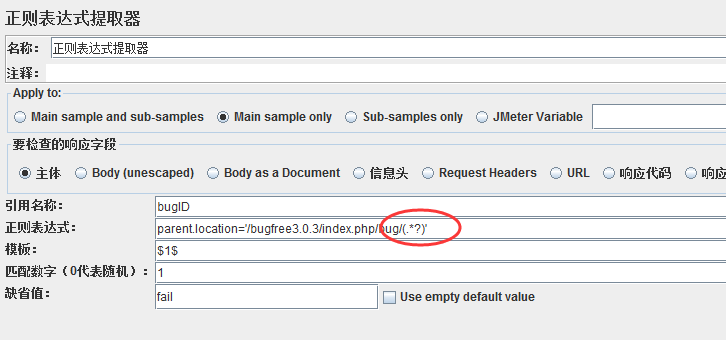 正则表达式提取器
名称： 正则表达式提取器
注释：
Apply to:
Main sample and sub-samples Main sample only Sub-samples only JMeter Variable
要检查的响应字段
主体 Body (unescaped) Body as a Document 信息头 Request Headers URL 响应代码 响应
引用名称： bugID
正则表达式： parent.location='/bugfree3.0.3/index.php/bug/(.*?)'
模板： $1$
匹配数字（0代表随机）： 1
缺省值： fail Use empty default value